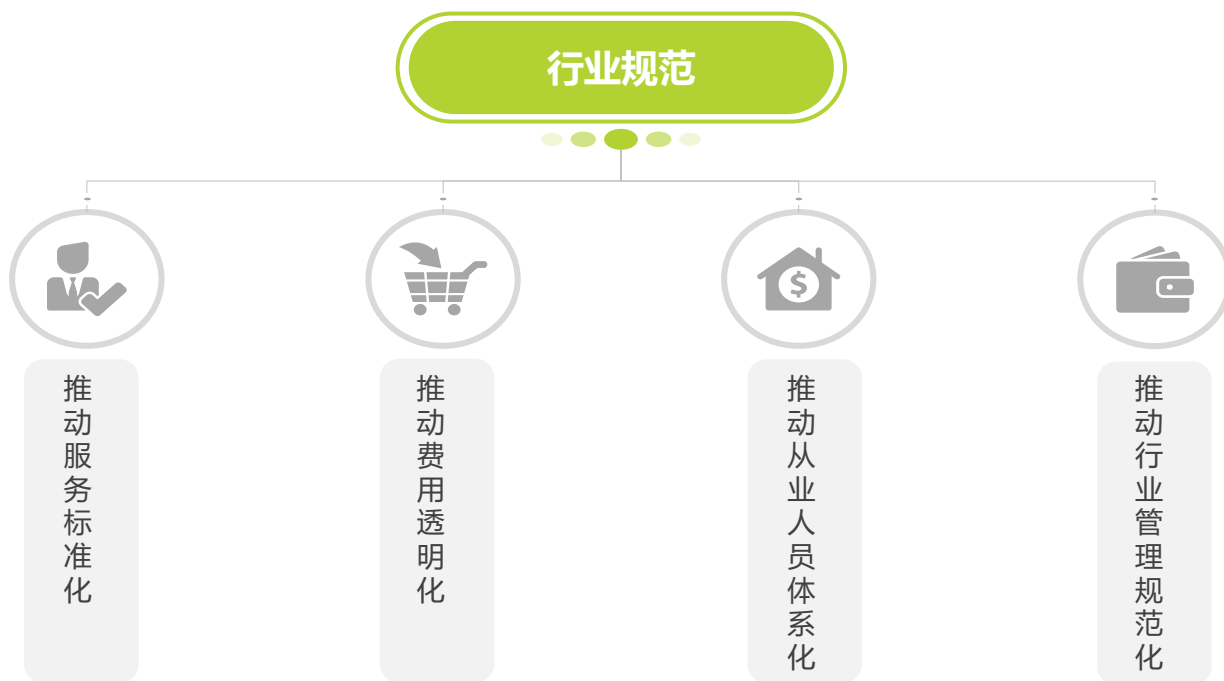 行业规范
推动服务标准化
推动费用透明化
推动从业人员体系化
推动行业管理规范化